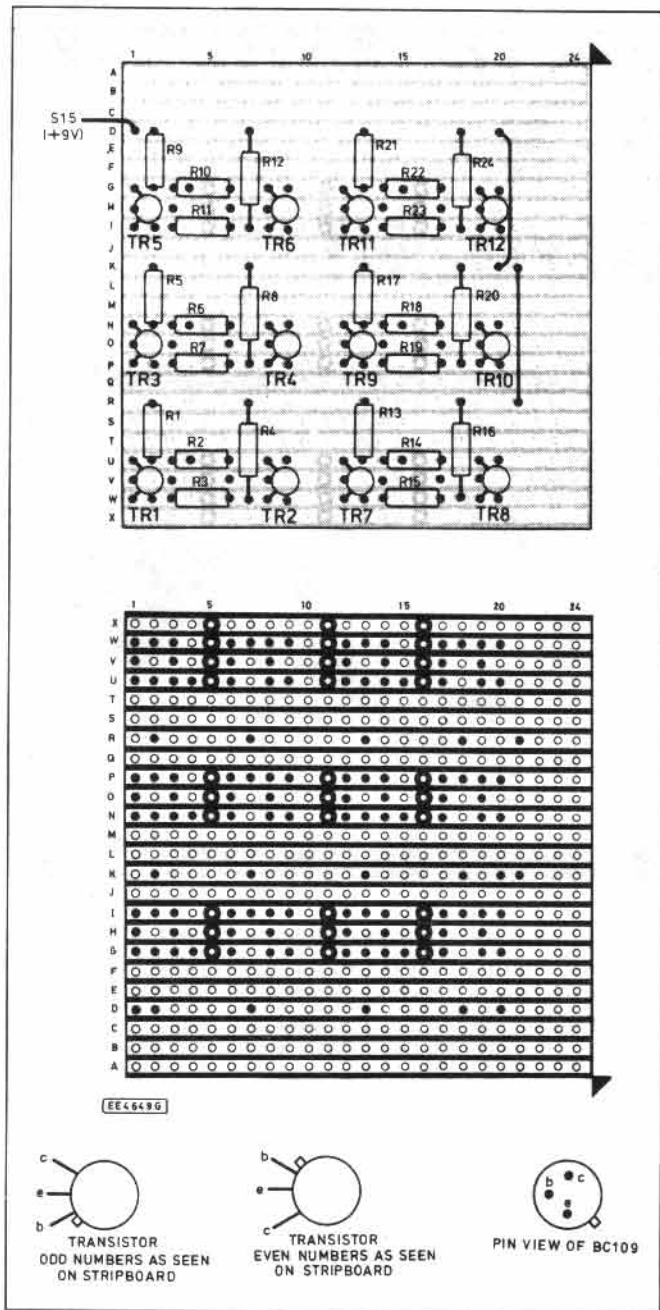 1 5 10 15 20 24
A
B
C
S15
(+9V)
D
E
R9 R12 R21 R24
F
R10 R22
G
H
R11 R23
I
TR5 TR6 TR11 TR12
J
K
R5 R8 R17 R20
L
M
R6 R18
N
O
R7 R19
P
TR3 TR4 TR9 TR10
Q
R
R1 R4 R13 R16
S
T
R2 R14
U
V
R3 R15
W
TR1 TR2 TR7 TR8
X
1 5 10 15 20 24
X
W
V
U
T
S
R
Q
P
O
N
M
L
K
J
I
H
G
F
E
D
C
B
A
EE4649G
c
e
b
TRANSISTOR
ODD NUMBERS AS SEEN
ON STRIPBOARD
b
e
c
TRANSISTOR
EVEN NUMBERS AS SEEN
ON STRIPBOARD
b c
e
PIN VIEW OF BC109